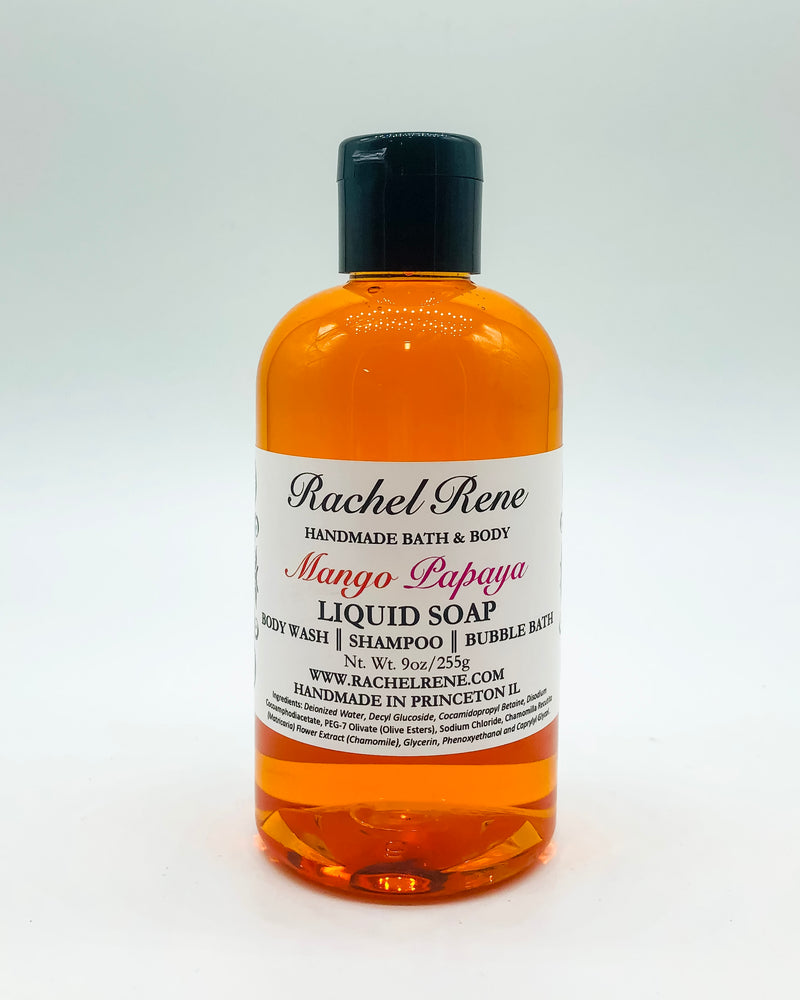 Rachel Rene
HANDMADE BATH & BODY
Mango Papaya
LIQUID SOAP
BODY WASH ‖ SHAMPOO ‖ BUBBLE BATH
Nt. Wt. 9oz/255g
WWW.RACHELRENE.COM
HANDMADE IN PRINCETON IL
Ingredients: Deionized Water, Decyl Glucoside, Cocamidopropyl Betaine, Disodium
Cocoamphodiacetate, PEG-7 Olivate (Olive Esters), Sodium Chloride, Chamomilla Recutita
(Matricaria) Flower Extract (Chamomile), Glycerin, Phenoxyethanol and Caprylyl Glycol.